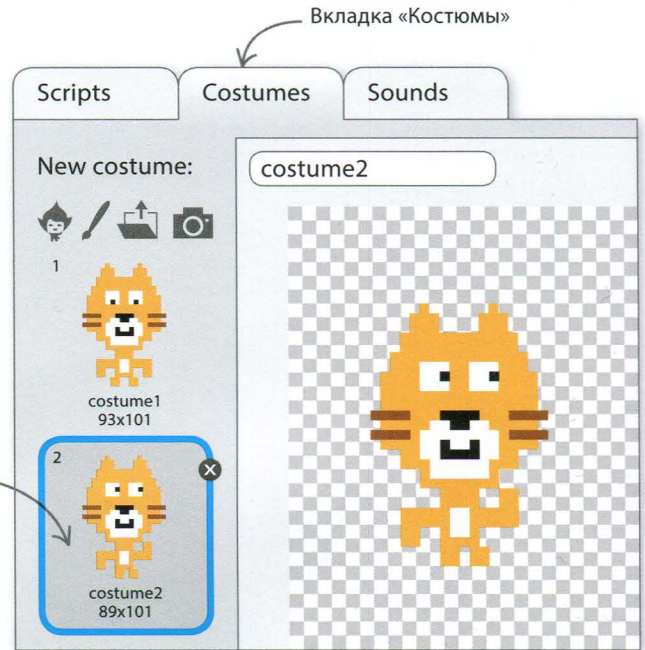 Вкладка «Костюмы»
Scripts
Costumes
Sounds
New costume:
costume2
1
costume1
93x101
2
costume2
89x101